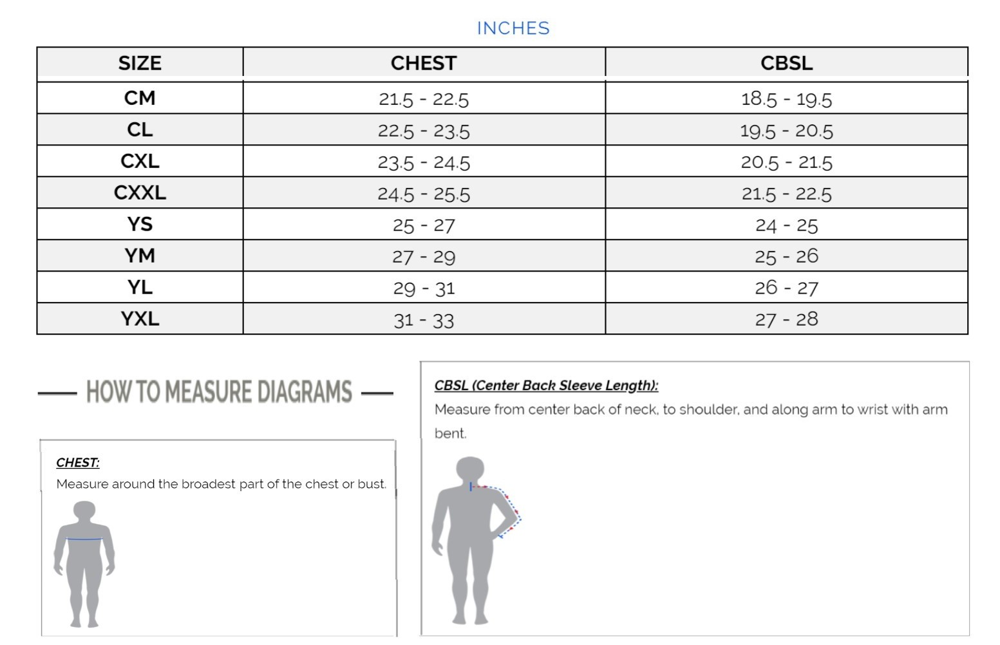 INCHES
SIZE CHEST CBSL
CM 21.5 - 22.5 18.5 - 19.5
CL 22.5 - 23.5 19.5 - 20.5
CXL 23.5 - 24.5 20.5 - 21.5
CXXL 24.5 - 25.5 21.5 - 22.5
YS 25 - 27 24 - 25
YM 27 - 29 25 - 26
YL 29 - 31 26 - 27
YXL 31 - 33 27 - 28
HOW TO MEASURE DIAGRAMS
CHEST:
Measure around the broadest part of the chest or bust.
CBSL (Center Back Sleeve Length):
Measure from center back of neck, to shoulder, and along arm to wrist with arm
bent.